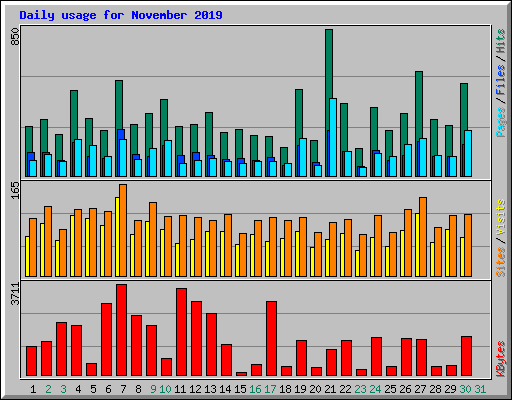 Daily usage for November 2019
850
165
3711
Pages / Files / Hits
Sites / Visits
KBytes
1 2 3 4 5 6 7 8 9 10 11 12 13 14 15 16 17 18 19 20 21 22 23 24 25 26 27 28 29 30 31